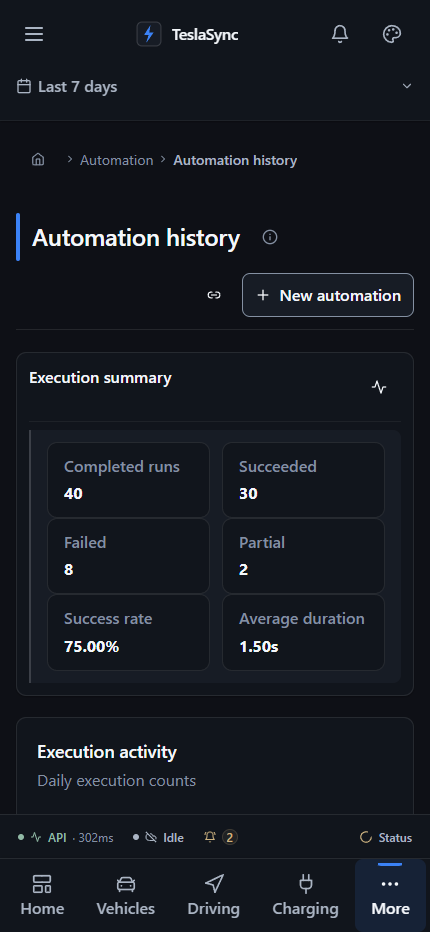 TeslaSync
Last 7 days
Automation
Automation history
Automation history
New automation
Execution summary
Completed runs
40
Succeeded
30
Failed
8
Partial
2
Success rate
75.00%
Average duration
1.50s
Execution activity
Daily execution counts
API · 302ms
Idle
2
Status
Home
Vehicles
Driving
Charging
More